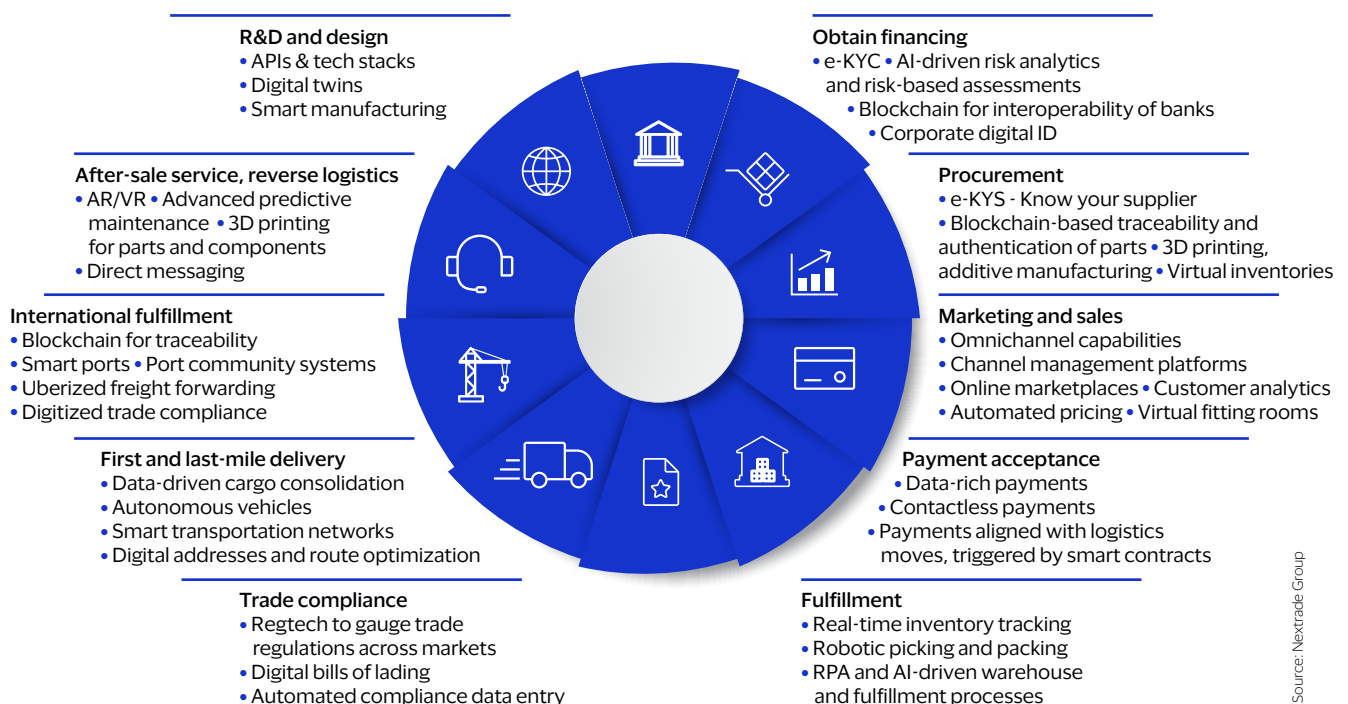 R&D and design
• APIs & tech stacks
• Digital twins
• Smart manufacturing
Obtain financing
• e-KYC • AI-driven risk analytics
and risk-based assessments
• Blockchain for interoperability of banks
• Corporate digital ID
After-sale service, reverse logistics
• AR/VR • Advanced predictive
maintenance • 3D printing
for parts and components
• Direct messaging
Procurement
• e-KYS - Know your supplier
• Blockchain-based traceability and
authentication of parts • 3D printing,
additive manufacturing • Virtual inventories
International fulfillment
• Blockchain for traceability
• Smart ports • Port community systems
• Uberized freight forwarding
• Digitized trade compliance
Marketing and sales
• Omnichannel capabilities
• Channel management platforms
• Online marketplaces • Customer analytics
• Automated pricing • Virtual fitting rooms
First and last-mile delivery
• Data-driven cargo consolidation
• Autonomous vehicles
• Smart transportation networks
• Digital addresses and route optimization
Payment acceptance
• Data-rich payments
• Contactless payments
• Payments aligned with logistics
moves, triggered by smart contracts
Trade compliance
• Regtech to gauge trade
regulations across markets
• Digital bills of lading
• Automated compliance data entry
Fulfillment
• Real-time inventory tracking
• Robotic picking and packing
• RPA and AI-driven warehouse
and fulfillment processes
Source: Nextrade Group